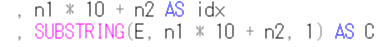 , n1 * 10 + n2 AS idx
, SUBSTRING(E, n1 * 10 + n2, 1) AS C